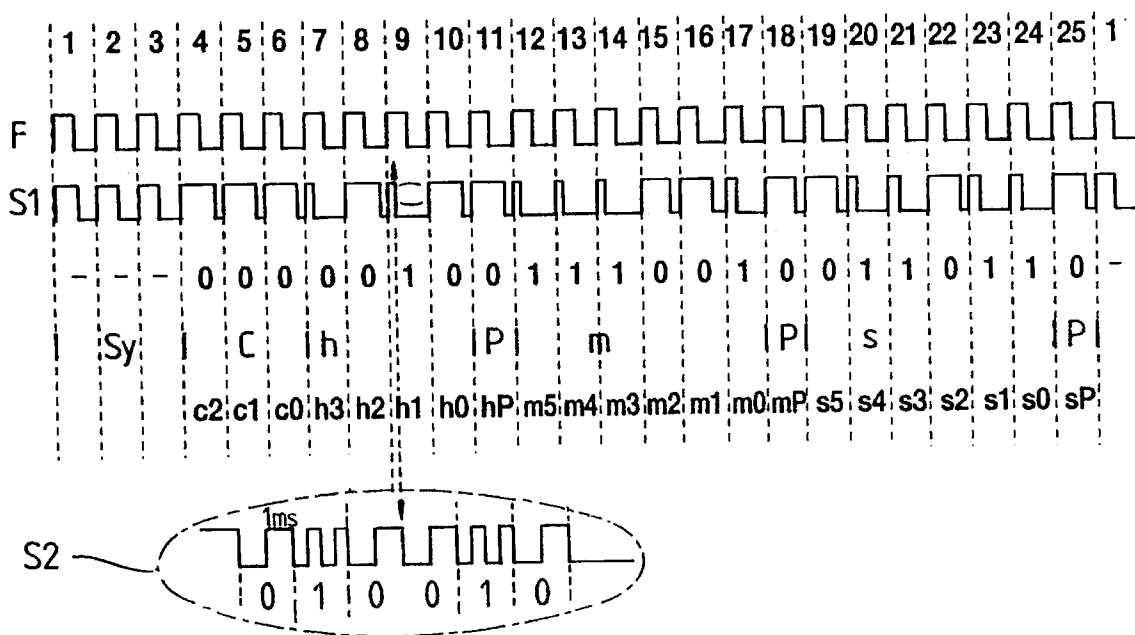 1 2 3 4 5 6 7 8 9 10 11 12 13 14 15 16 17 18 19 20 21 22 23 24 25 1
F
S1
- - - 0 0 0 0 0 1 0 0 1 1 1 0 0 1 0 0 1 1 0 1 1 0 -
Sy C h P m P s P
c2 c1 c0 h3 h2 h1 h0 hP m5 m4 m3 m2 m1 m0 mP s5 s4 s3 s2 s1 s0 sP
1ms
S2
0 1 0 0 1 0